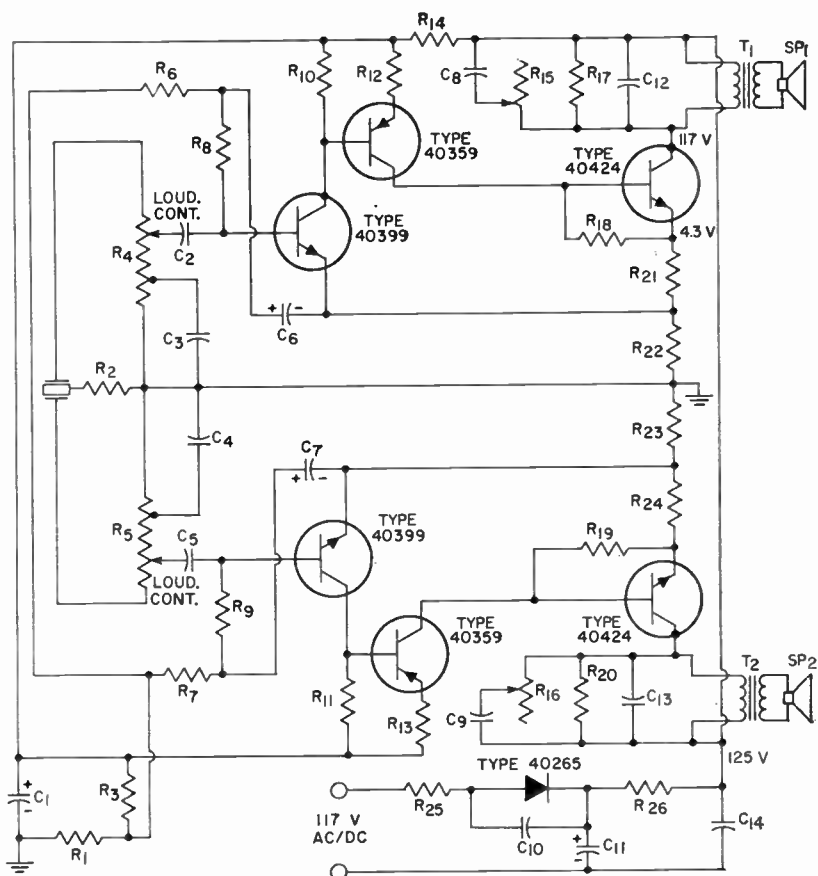 R14
T1
SP1
R6
R10
R12
C8
R15
R17
C12
R8
TYPE
40359
117 V
TYPE
40424
LOUD.
CONT.
TYPE
40399
R4
C2
R18
4.3 V
R21
+ -
C6
C3
R22
R2
C4
R23
C7
+ -
R24
R5
C5
TYPE
40399
R19
LOUD.
CONT.
R9
TYPE
40359
TYPE
40424
T2
SP2
R7
R11
R13
C9
R16
R20
C13
125 V
TYPE 40265
+
C1
-
R3
R25
R26
117 V
AC/DC
C10
+
C11
-
C14
R1